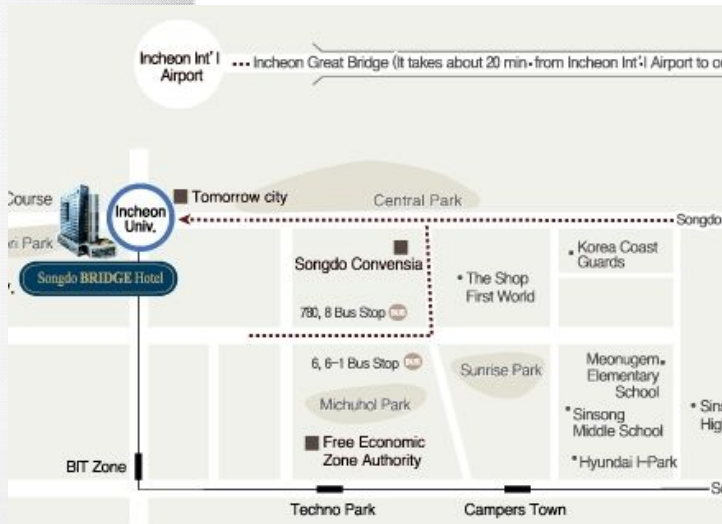 Incheon Int' l
Airport
Incheon Great Bridge (It takes about 20 min. from Incheon Int'l Airport to
Course
Tomorrow city
Central Park
Incheon
Univ.
Songdo
Park
Songdo BRIDGE Hotel
Songdo Convensia
Korea Coast
Guards
The Shop
First World
780, 8 Bus Stop
6, 6-1 Bus Stop
Sunrise Park
Meonugem
Elementary
School
Michuhol Park
Sinsong
Middle School
Free Economic
Zone Authority
Hyundai I-Park
BIT Zone
Techno Park
Campers Town